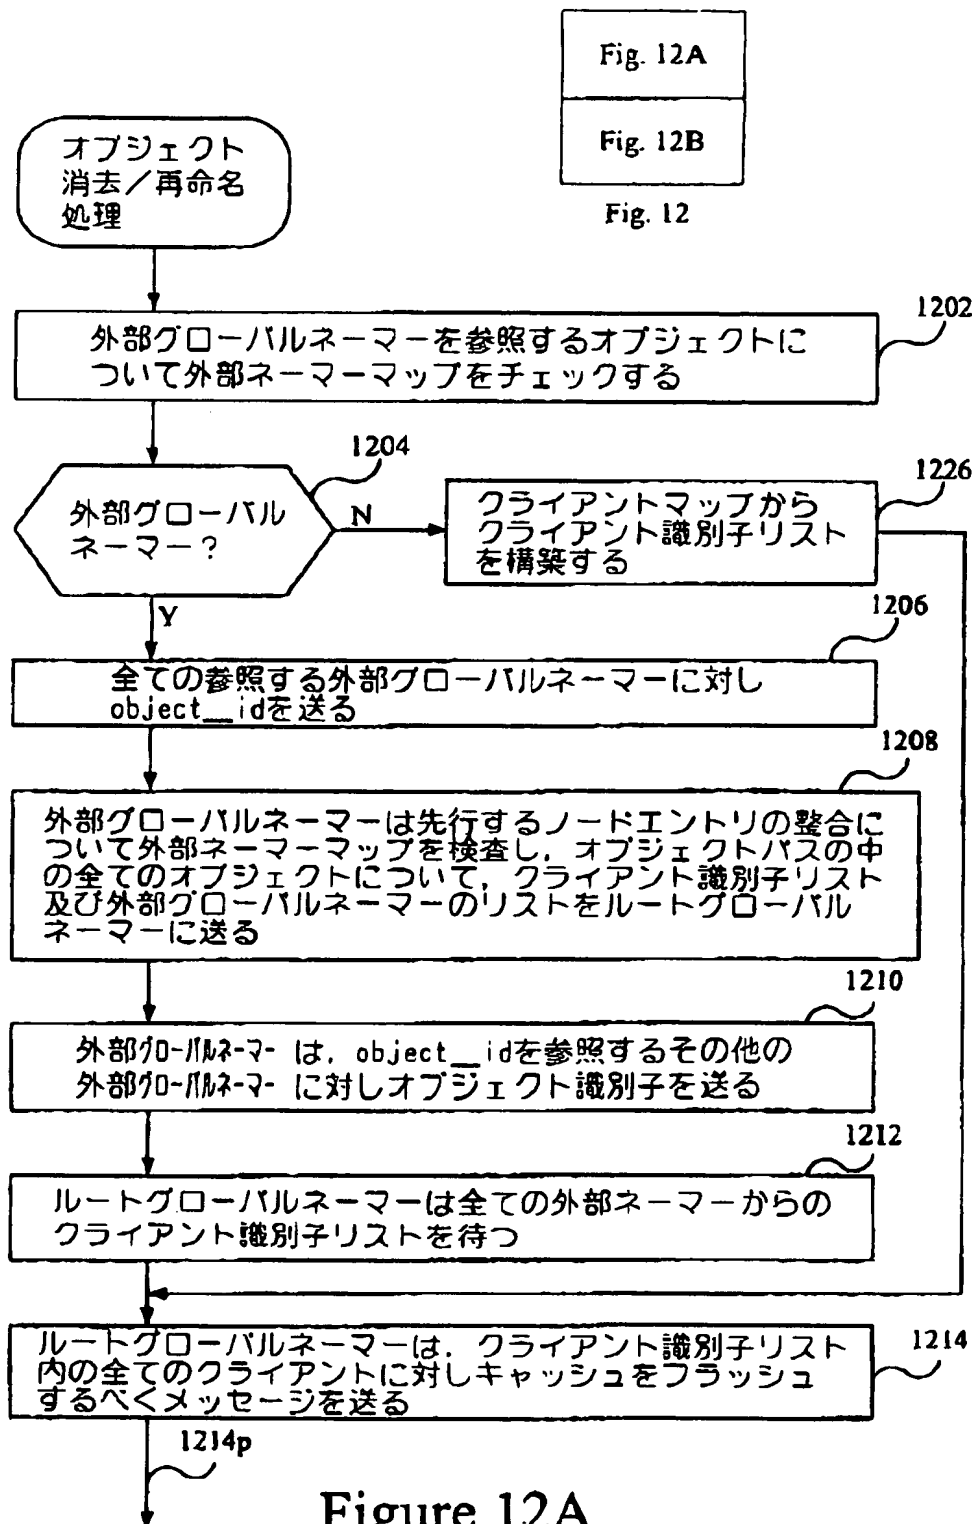 Fig. 12A
Fig. 12B
Fig. 12
オブジェクト
消去/再命名
処理
1202
外部グローバルネーマーを参照するオブジェクトに
ついて外部ネーマーマップをチェックする
1204
外部グローバル
ネーマー?
N
Y
1226
クライアントマップから
クライアント識別子リスト
を構築する
1206
全ての参照する外部グローバルネーマーに対し
object__idを送る
1208
外部グローバルネーマーは先行するノードエントリの整合に
ついて外部ネーマーマップを検査し、オブジェクトパスの中
の全てのオブジェクトについて、クライアント識別子リスト
及び外部グローバルネーマーのリストをルートグローバル
ネーマーに送る
1210
外部グローバルネーマー は、object__idを参照するその他の
外部グローバルネーマー に対しオブジェクト識別子を送る
1212
ルートグローバルネーマーは全ての外部ネーマーからの
クライアント識別子リストを待つ
1214
ルートグローバルネーマーは、クライアント識別子リスト
内の全てのクライアントに対しキャッシュをフラッシュ
するべくメッセージを送る
1214p
Figure 12A